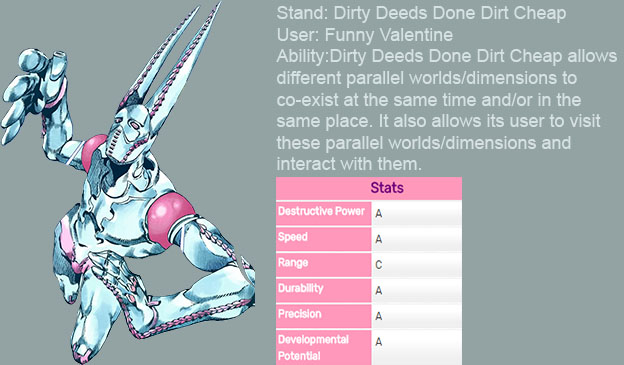 Stand: Dirty Deeds Done Dirt Cheap
User: Funny Valentine
Ability:Dirty Deeds Done Dirt Cheap allows
different parallel worlds/dimensions to
co-exist at the same time and/or in the
same place. It also allows its user to visit
these parallel worlds/dimensions and
interact with them.
Stats
Destructive Power A
Speed A
Range C
Durability A
Precision A
Developmental A
Potential